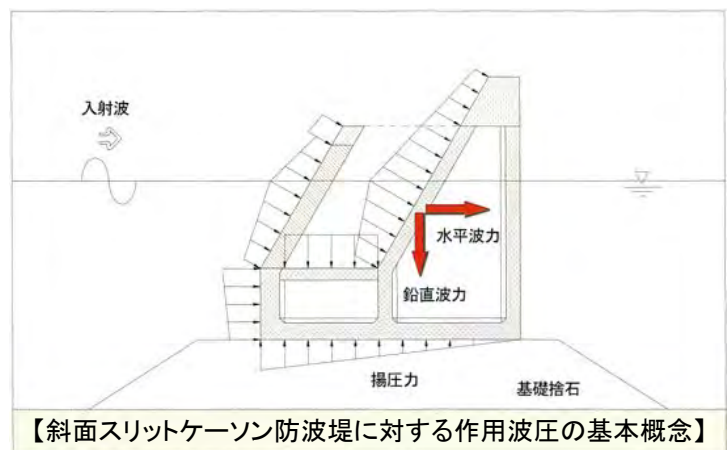 入射波
水平波力
鉛直波力
揚圧力
基礎捨石
【斜面スリットケーソン防波堤に対する作用波圧の基本概念】